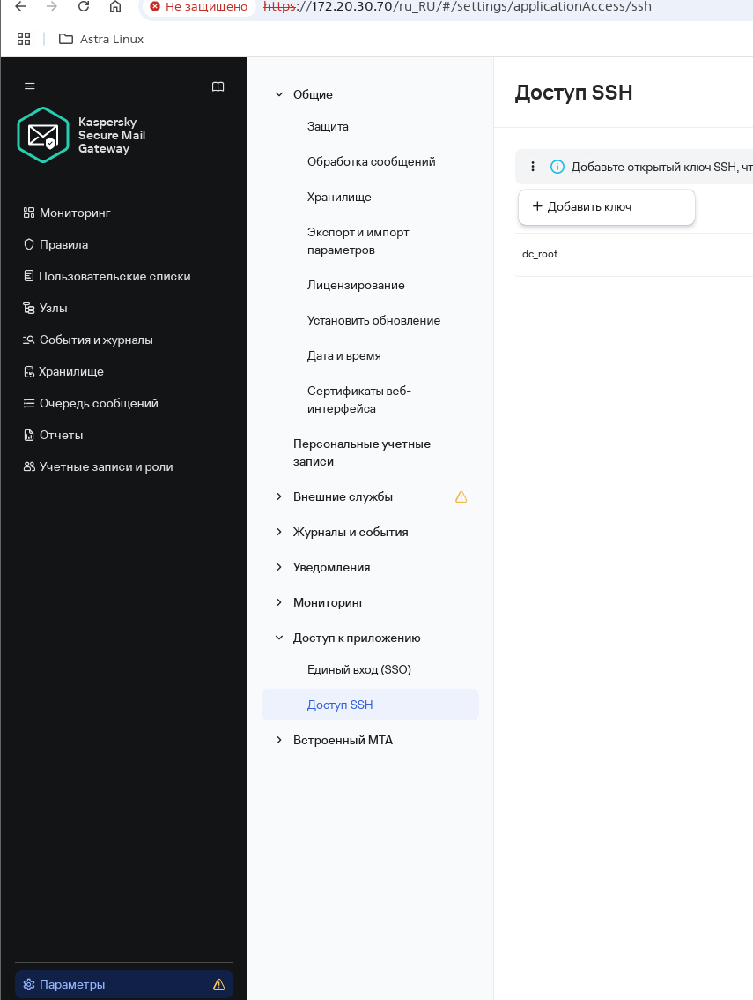 Не защищено https://172.20.30.70/ru_RU/#/settings/applicationAccess/ssh
Astra Linux
Kaspersky
Secure Mail
Gateway
Мониторинг
Правила
Пользовательские списки
Узлы
События и журналы
Хранилище
Очередь сообщений
Отчеты
Учетные записи и роли
Параметры
Общие
Защита
Обработка сообщений
Хранилище
Экспорт и импорт
параметров
Лицензирование
Установить обновление
Дата и время
Сертификаты веб-
интерфейса
Персональные учетные
записи
Внешние службы
Журналы и события
Уведомления
Мониторинг
Доступ к приложению
Единый вход (SSO)
Доступ SSH
Встроенный MTA
Доступ SSH
Добавьте открытый ключ SSH, чт
Добавить ключ
dc_root